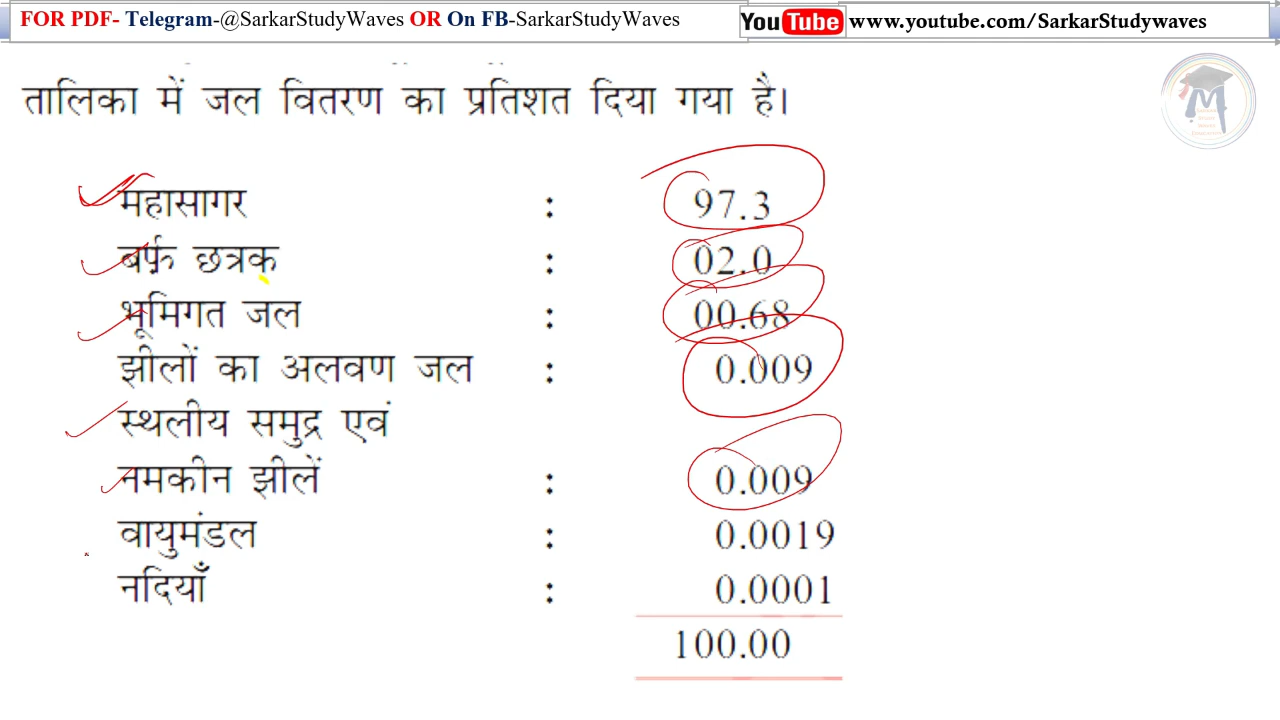 FOR PDF- Telegram-@SarkarStudyWaves OR On FB-SarkarStudyWaves YouTube www.youtube.com/SarkarStudywaves
तालिका में जल वितरण का प्रतिशत दिया गया है।
महासागर : 97.3
बर्फ छत्रक : 02.0
भूमिगत जल : 00.68
झीलों का अलवण जल : 0.009
स्थलीय समुद्र एवं
नमकीन झीलें : 0.009
वायुमंडल : 0.0019
नदियाँ : 0.0001
100.00